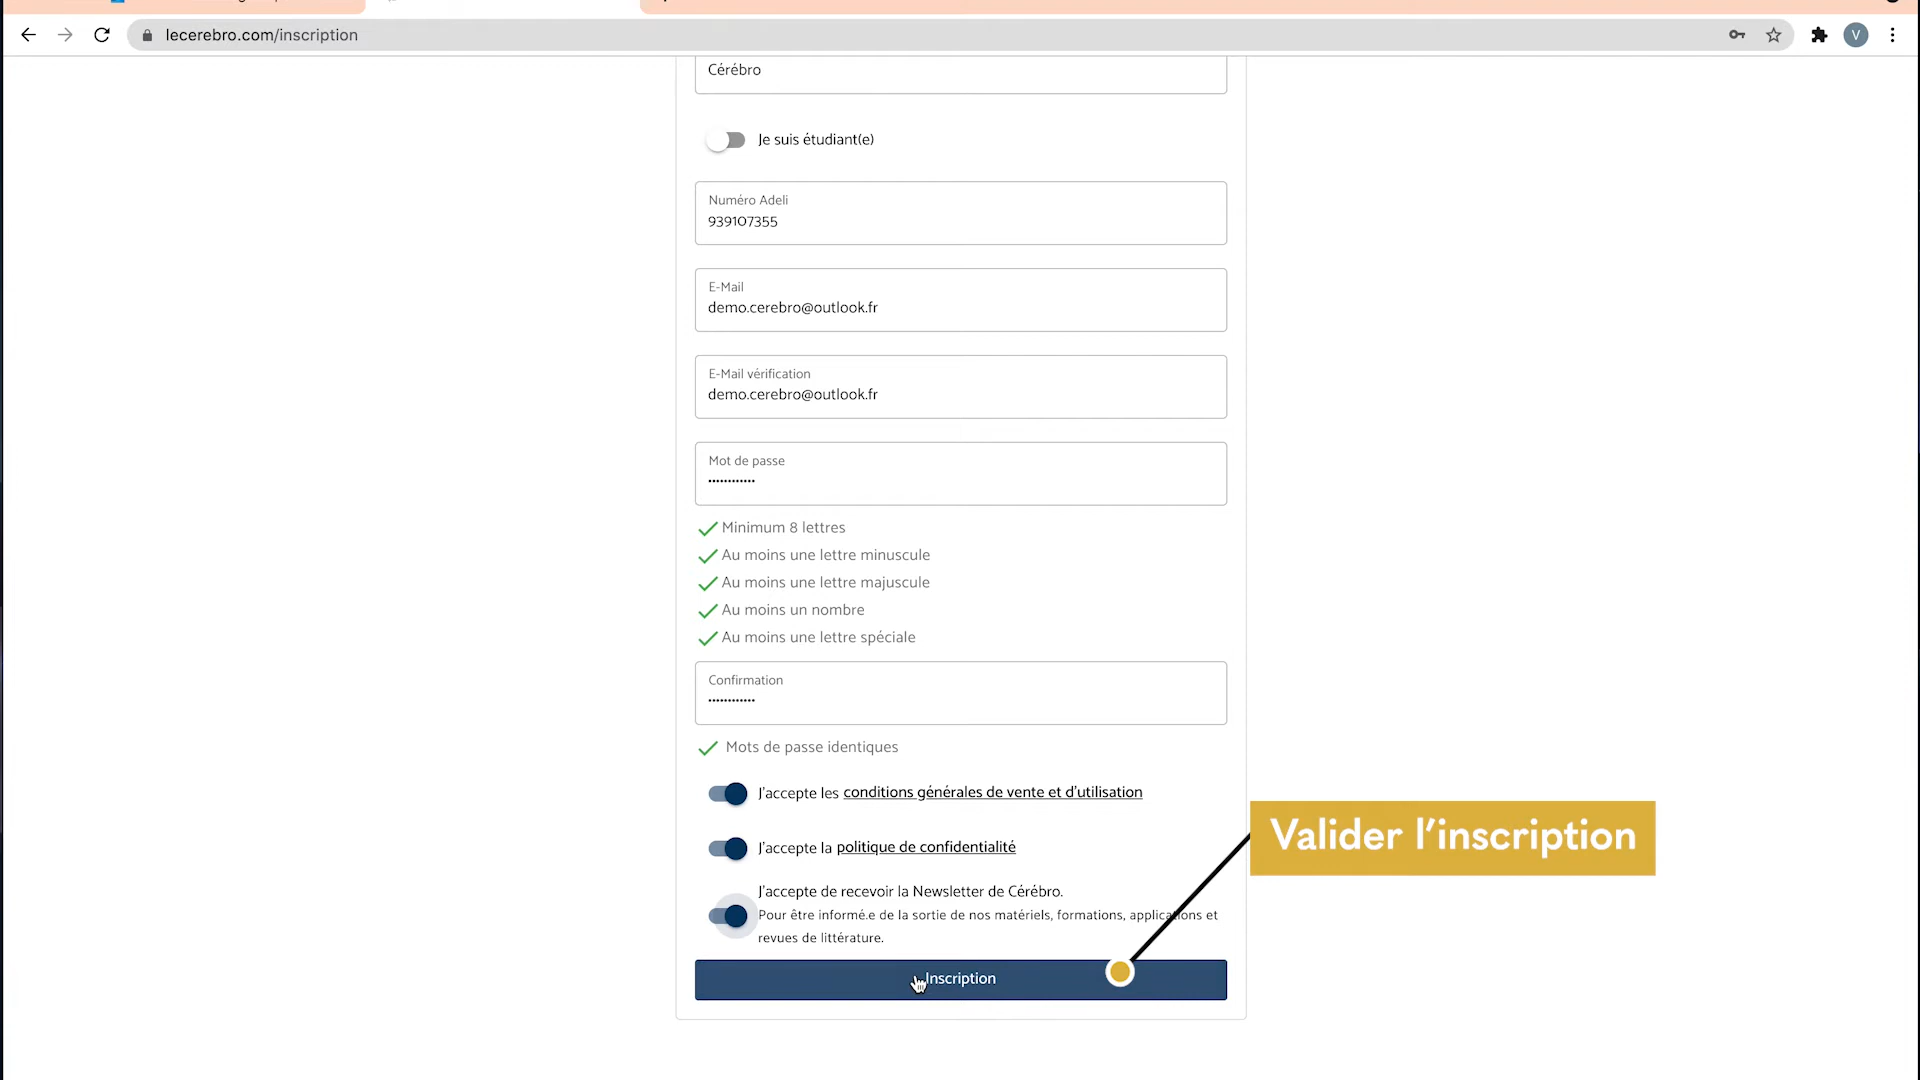 lecerebro.com/inscription
V
Cérébro
Je suis étudiant(e)
Numéro Adeli
939107355
E-Mail
demo.cerebro@outlook.fr
E-Mail vérification
demo.cerebro@outlook.fr
Mot de passe
••••••••••••
Minimum 8 lettres
Au moins une lettre minuscule
Au moins une lettre majuscule
Au moins un nombre
Au moins une lettre spéciale
Confirmation
••••••••••••
Mots de passe identiques
J'accepte les conditions générales de vente et d'utilisation
J'accepte la politique de confidentialité
J'accepte de recevoir la Newsletter de Cérébro.
Pour être informé.e de la sortie de nos matériels, formations, applications et
revues de littérature.
Inscription
Valider l'inscription